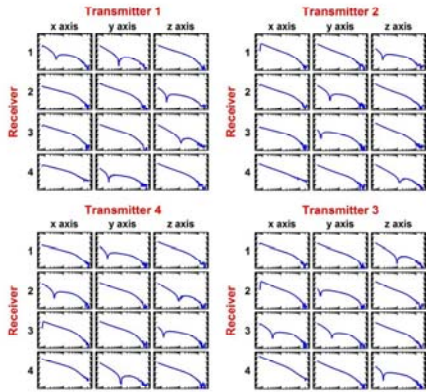 Transmitter 1
x axis y axis z axis
Receiver
1
2
3
4
Transmitter 2
x axis y axis z axis
Receiver
1
2
3
4
Transmitter 4
x axis y axis z axis
Receiver
1
2
3
4
Transmitter 3
x axis y axis z axis
Receiver
1
2
3
4